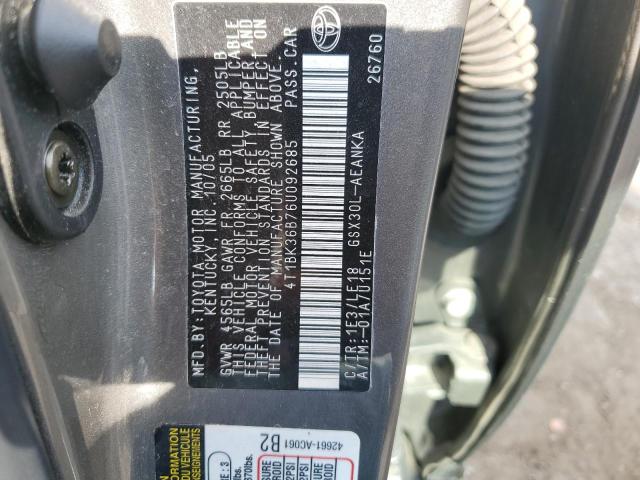 MFD. BY: TOYOTA MOTOR MANUFACTURING,
KENTUCKY, INC. 10/05
GVWR 4565LB GAWR FR. 2665LB RR 2505LB
THIS VEHICLE CONFORMS TO ALL APPLICABLE
FEDERAL MOTOR VEHICLE SAFETY BUMPER, AND
THEFT PREVENTION STANDARDS IN EFFECT ON
THE DATE OF MANUFACTURE SHOWN ABOVE.
4T1BK36B76U092685 PASS. CAR
C/TR:1E3/LE18 GSX30L-AEANKA
A/TM:-01A/U151E 26760
42661-AC061
B2